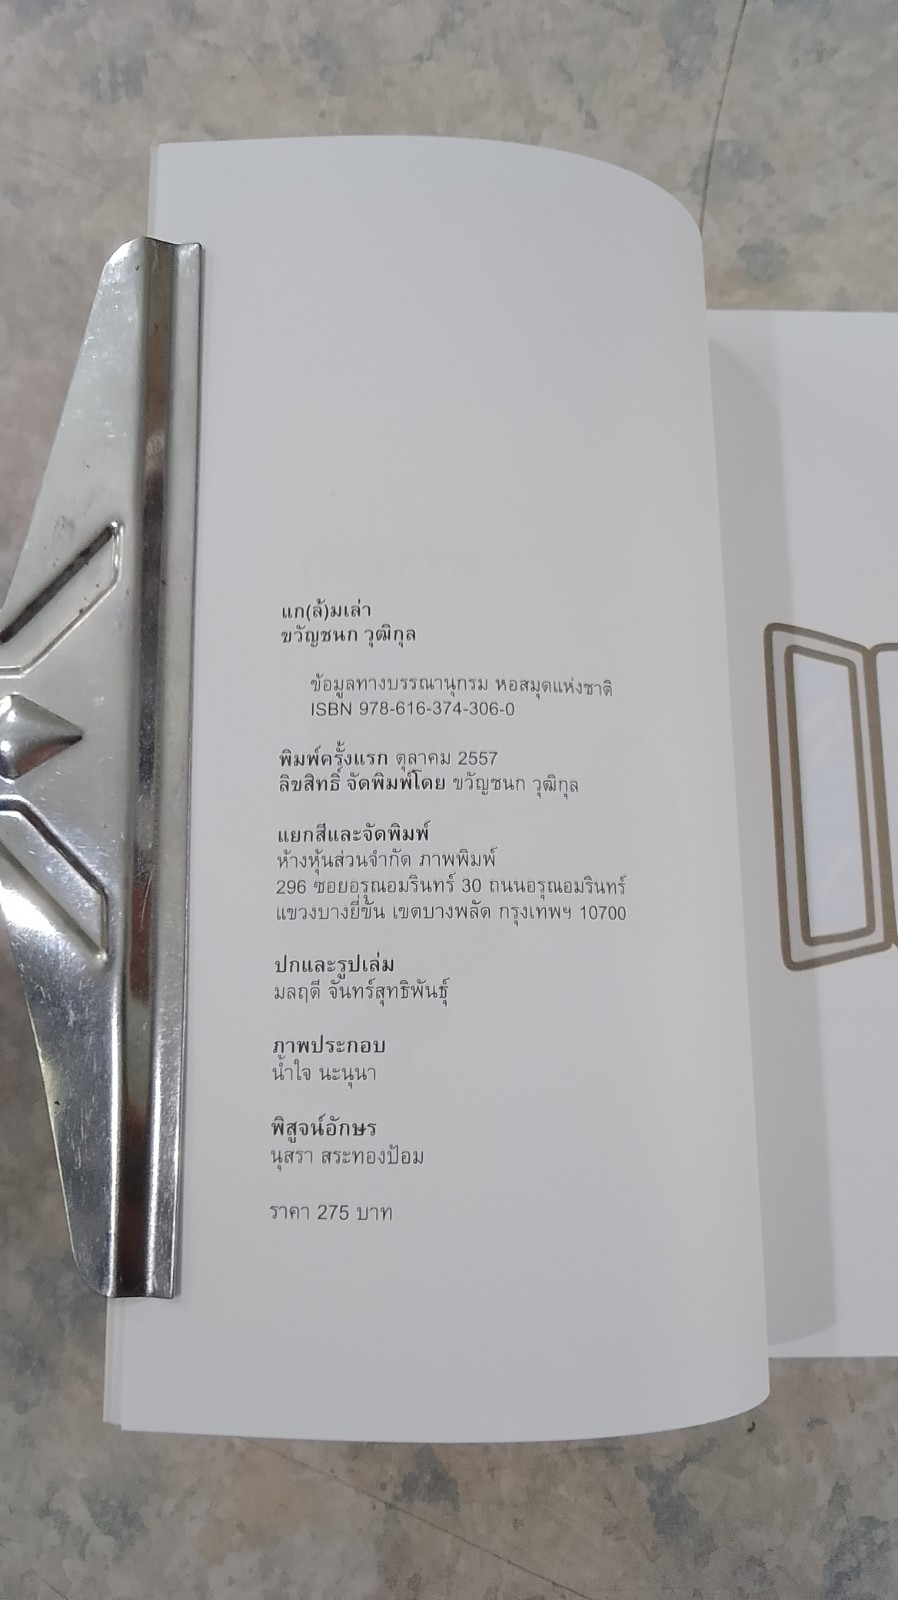 แก(ล้)มเล่า
ขวัญชนก วุฒิกุล
ข้อมูลทางบรรณานุกรม หอสมุดแห่งชาติ
ISBN 978-616-374-306-0
พิมพ์ครั้งแรก ตุลาคม 2557
ลิขสิทธิ์ จัดพิมพ์โดย ขวัญชนก วุฒิกุล
แยกสีและจัดพิมพ์
ห้างหุ้นส่วนจำกัด ภาพพิมพ์
296 ซอยอรุณอมรินทร์ 30 ถนนอรุณอมรินทร์
แขวงบางยี่ขัน เขตบางพลัด กรุงเทพฯ 10700
ปกและรูปเล่ม
มลฤดี จันทร์สุทธิพันธุ์
ภาพประกอบ
น้ำใจ นะนุนา
พิสูจน์อักษร
นุสรา สระทองป้อม
ราคา 275 บาท